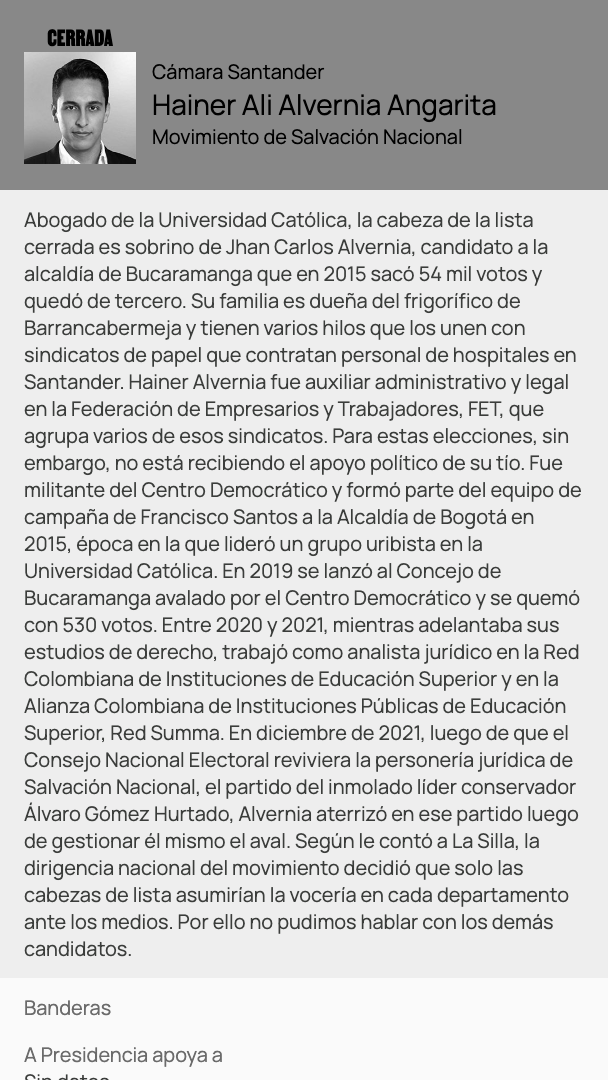 CERRADA
Cámara Santander
Hainer Ali Alvernia Angarita
Movimiento de Salvación Nacional
Abogado de la Universidad Católica, la cabeza de la lista
cerrada es sobrino de Jhan Carlos Alvernia, candidato a la
alcaldía de Bucaramanga que en 2015 sacó 54 mil votos y
quedó de tercero. Su familia es dueña del frigorífico de
Barrancabermeja y tienen varios hilos que los unen con
sindicatos de papel que contratan personal de hospitales en
Santander. Hainer Alvernia fue auxiliar administrativo y legal
en la Federación de Empresarios y Trabajadores, FET, que
agrupa varios de esos sindicatos. Para estas elecciones, sin
embargo, no está recibiendo el apoyo político de su tío. Fue
militante del Centro Democrático y formó parte del equipo de
campaña de Francisco Santos a la Alcaldía de Bogotá en
2015, época en la que lideró un grupo uribista en la
Universidad Católica. En 2019 se lanzó al Concejo de
Bucaramanga avalado por el Centro Democrático y se quemó
con 530 votos. Entre 2020 y 2021, mientras adelantaba sus
estudios de derecho, trabajó como analista jurídico en la Red
Colombiana de Instituciones de Educación Superior y en la
Alianza Colombiana de Instituciones Públicas de Educación
Superior, Red Summa. En diciembre de 2021, luego de que el
Consejo Nacional Electoral reviviera la personería jurídica de
Salvación Nacional, el partido del inmolado líder conservador
Álvaro Gómez Hurtado, Alvernia aterrizó en ese partido luego
de gestionar él mismo el aval. Según le contó a La Silla, la
dirigencia nacional del movimiento decidió que solo las
cabezas de lista asumirían la vocería en cada departamento
ante los medios. Por ello no pudimos hablar con los demás
candidatos.
Banderas
A Presidencia apoya a
Sin datos